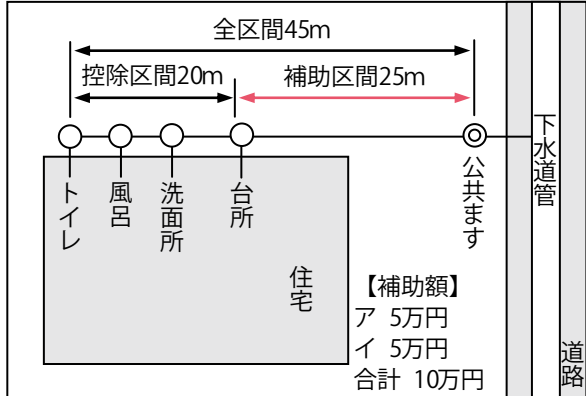 全区間45m
控除区間20m
補助区間25m
トイレ
風呂
洗面所
台所
公共ます
下水道管
住宅
【補助額】
ア 5万円
イ 5万円
合計 10万円
道路